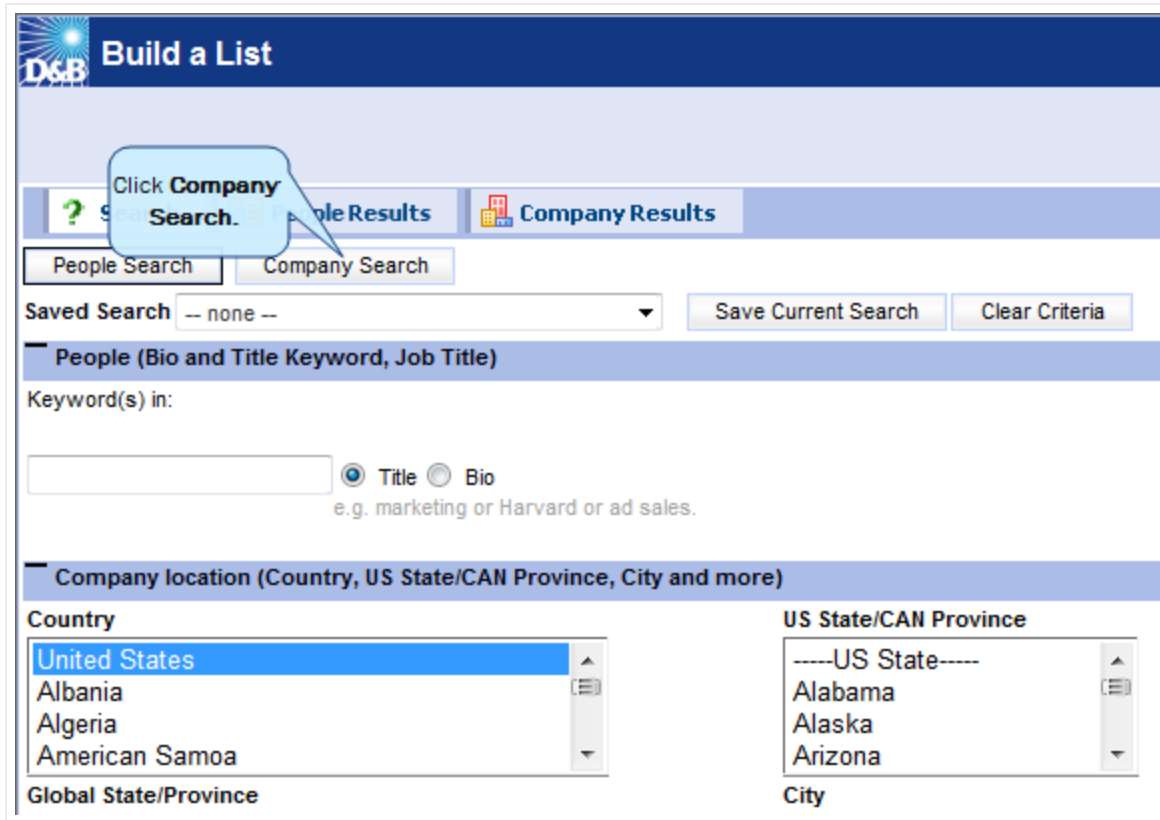 D&B
Build a List
Click Company
Search.
People Results
Company Results
People Search
Company Search
Saved Search
-- none --
Save Current Search
Clear Criteria
People (Bio and Title Keyword, Job Title)
Keyword(s) in:
Title
Bio
e.g. marketing or Harvard or ad sales.
Company location (Country, US State/CAN Province, City and more)
Country
US State/CAN Province
United States
Albania
Algeria
American Samoa
-----US State-----
Alabama
Alaska
Arizona
Global State/Province
City